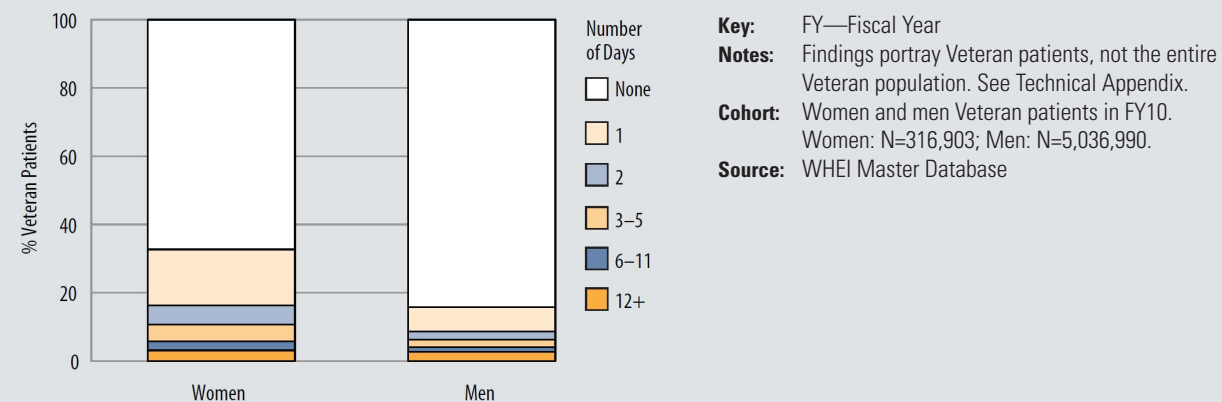 100
80
60
40
20
0
% Veteran Patients
Women
Men
Number
of Days
None
1
2
3–5
6–11
12+
Key: FY—Fiscal Year
Notes: Findings portray Veteran patients, not the entire
Veteran population. See Technical Appendix.
Cohort: Women and men Veteran patients in FY10.
Women: N=316,903; Men: N=5,036,990.
Source: WHEI Master Database